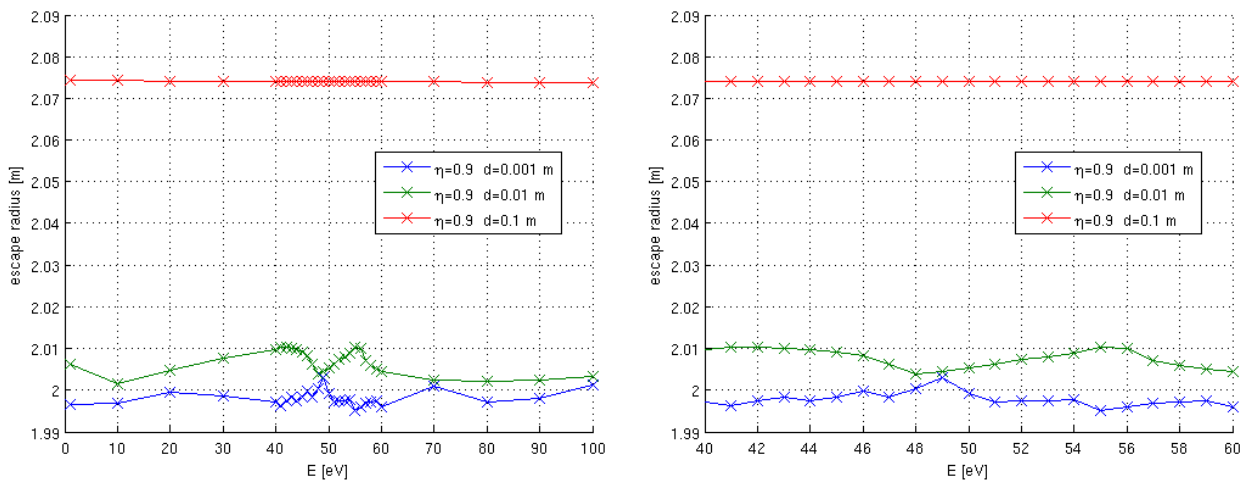 2.09
2.08
2.07
2.06
2.05
2.04
2.03
2.02
2.01
2
1.99
escape radius [m]
0 10 20 30 40 50 60 70 80 90 100
E [eV]
η=0.9 d=0.001 m
η=0.9 d=0.01 m
η=0.9 d=0.1 m
2.09
2.08
2.07
2.06
2.05
2.04
2.03
2.02
2.01
2
1.99
escape radius [m]
40 42 44 46 48 50 52 54 56 58 60
E [eV]
η=0.9 d=0.001 m
η=0.9 d=0.01 m
η=0.9 d=0.1 m